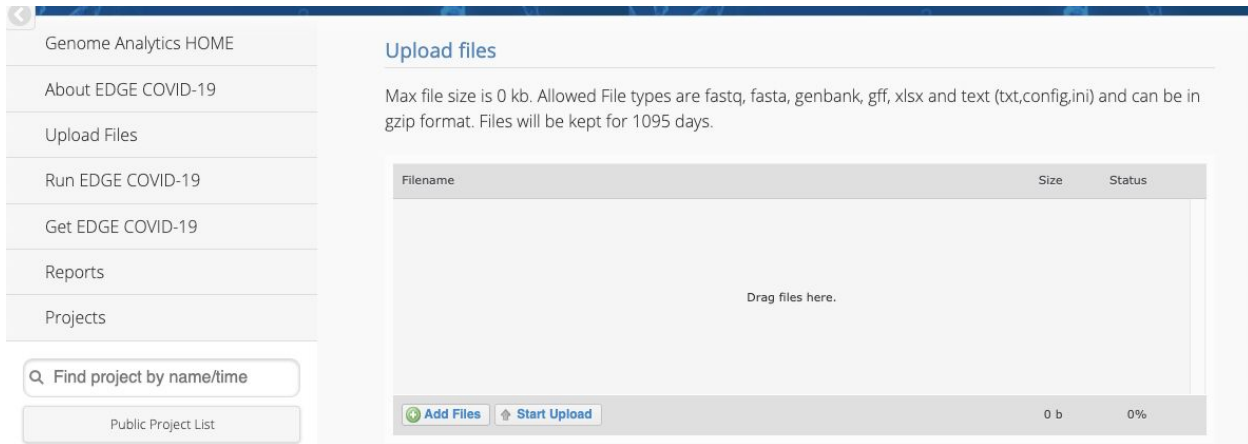 Genome Analytics HOME
About EDGE COVID-19
Upload Files
Run EDGE COVID-19
Get EDGE COVID-19
Reports
Projects
Find project by name/time
Public Project List
Upload files
Max file size is 0 kb. Allowed File types are fastq, fasta, genbank, gff, xlsx and text (txt,config,ini) and can be in
gzip format. Files will be kept for 1095 days.
Filename Size Status
Drag files here.
Add Files Start Upload 0 b 0%